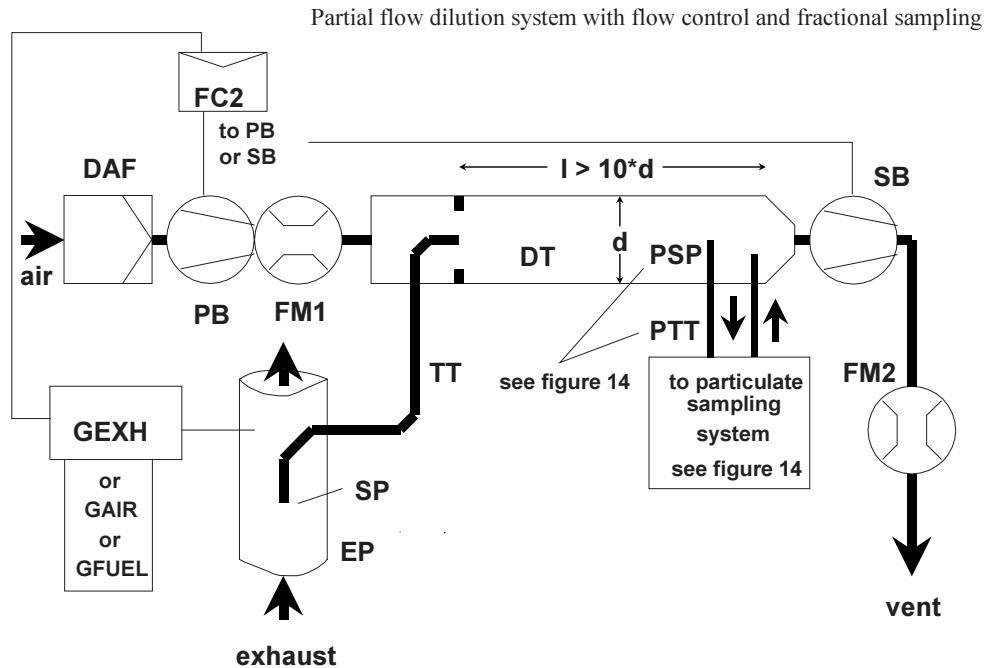 Partial flow dilution system with flow control and fractional sampling
FC2
to PB
or SB
DAF
l > 10*d
SB
d
DT
PSP
air
PB
FM1
PTT
TT
see figure 14
to particulate
sampling
system
see figure 14
FM2
GEXH
or
GAIR
or
GFUEL
SP
EP
vent
exhaust